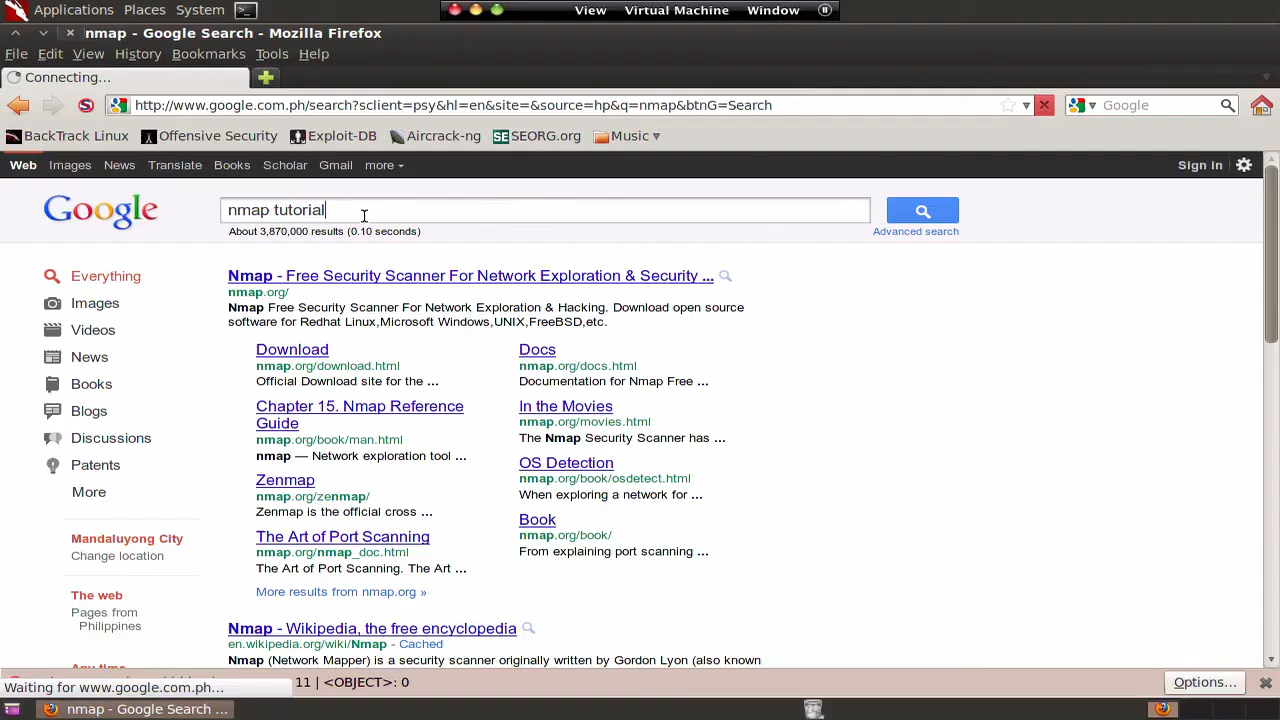 Applications Places System
View Virtual Machine Window
nmap - Google Search - Mozilla Firefox
File Edit View History Bookmarks Tools Help
Connecting...
http://www.google.com.ph/search?sclient=psy&hl=en&site=&source=hp&q=nmap&btnG=Search
Google
BackTrack Linux Offensive Security Exploit-DB Aircrack-ng SEORG.org Music
Web Images News Translate Books Scholar Gmail more
Sign in
Google
nmap tutorial
About 3,870,000 results (0.10 seconds)
Advanced search
Everything
Images
Videos
News
Books
Blogs
Discussions
Patents
More
Mandaluyong City
Change location
The web
Pages from
Philippines
Any time
Nmap - Free Security Scanner For Network Exploration & Security ...
nmap.org/
Nmap Free Security Scanner For Network Exploration & Hacking. Download open source
software for Redhat Linux,Microsoft Windows,UNIX,FreeBSD,etc.
Download
nmap.org/download.html
Official Download site for the ...
Chapter 15. Nmap Reference
Guide
nmap.org/book/man.html
nmap — Network exploration tool ...
Zenmap
nmap.org/zenmap/
Zenmap is the official cross ...
The Art of Port Scanning
nmap.org/nmap_doc.html
The Art of Port Scanning. The Art ...
Docs
nmap.org/docs.html
Documentation for Nmap Free ...
In the Movies
nmap.org/movies.html
The Nmap Security Scanner has ...
OS Detection
nmap.org/book/osdetect.html
When exploring a network for ...
Book
nmap.org/book/
From explaining port scanning ...
More results from nmap.org »
Nmap - Wikipedia, the free encyclopedia
en.wikipedia.org/wiki/Nmap - Cached
Nmap (Network Mapper) is a security scanner originally written by Gordon Lyon (also known
Waiting for www.google.com.ph...
11 | <OBJECT>: 0
Options...
nmap - Google Search ...